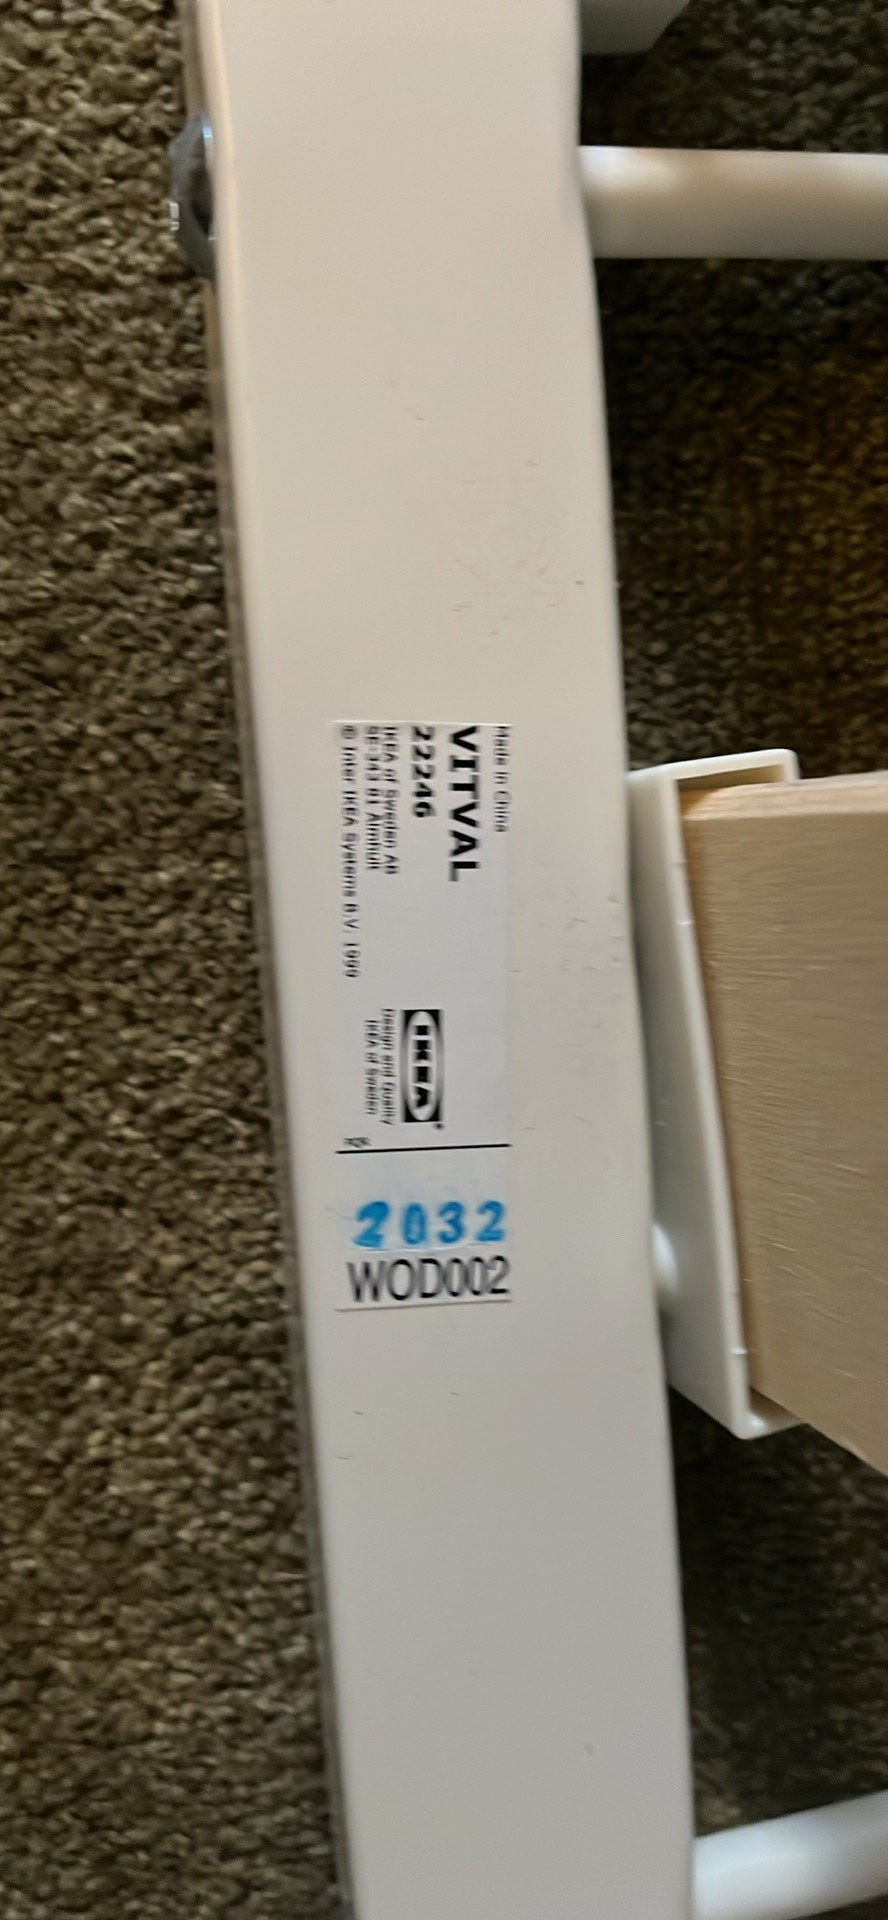 Made in China
VITVAL
22246
IKEA of Sweden AB
SE-343 81 Älmhult
© Inter IKEA Systems B.V. 1999
IKEA®
Design and Quality
IKEA of Sweden
2032
WOD002